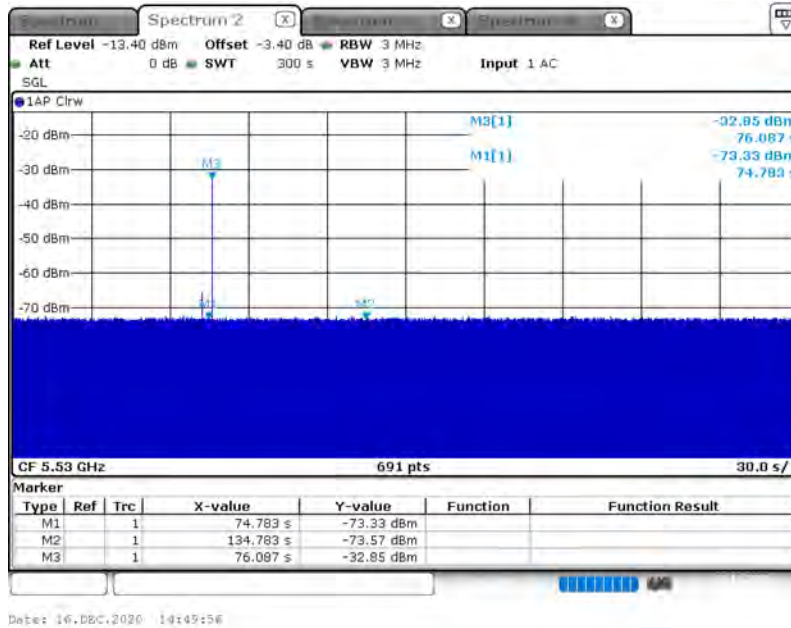 Spectrum 2 X
Ref Level -13.40 dBm Offset -3.40 dB RBW 3 MHz
Att 0 dB SWT 300 s VBW 3 MHz Input 1 AC
SGL
1AP Clrw
M3[1] -32.85 dBm
76.087 s
M1[1] -73.33 dBm
74.783 s
-20 dBm
-30 dBm
M3
-40 dBm
-50 dBm
-60 dBm
-70 dBm
M1 M2
CF 5.53 GHz 691 pts 30.0 s/
Marker
Type Ref Trc X-value Y-value Function Function Result
M1 1 74.783 s -73.33 dBm
M2 1 134.783 s -73.57 dBm
M3 1 76.087 s -32.85 dBm
Date: 16.DEC.2020 14:49:56